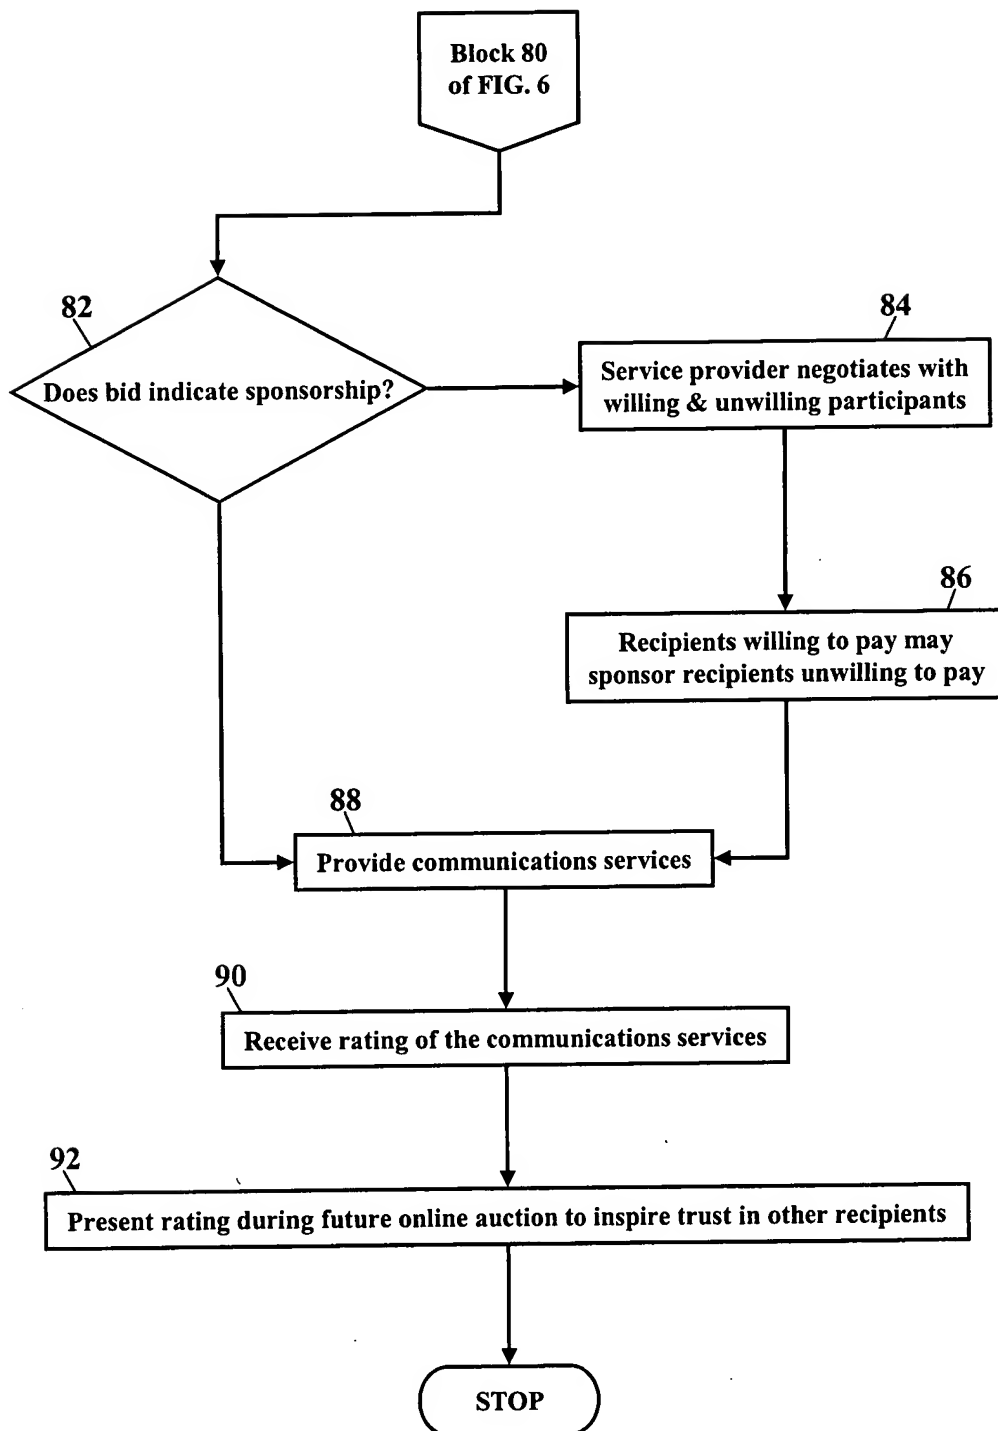 Block 80
of FIG. 6
82
Does bid indicate sponsorship?
84
Service provider negotiates with
willing & unwilling participants
86
Recipients willing to pay may
sponsor recipients unwilling to pay
88
Provide communications services
90
Receive rating of the communications services
92
Present rating during future online auction to inspire trust in other recipients
STOP